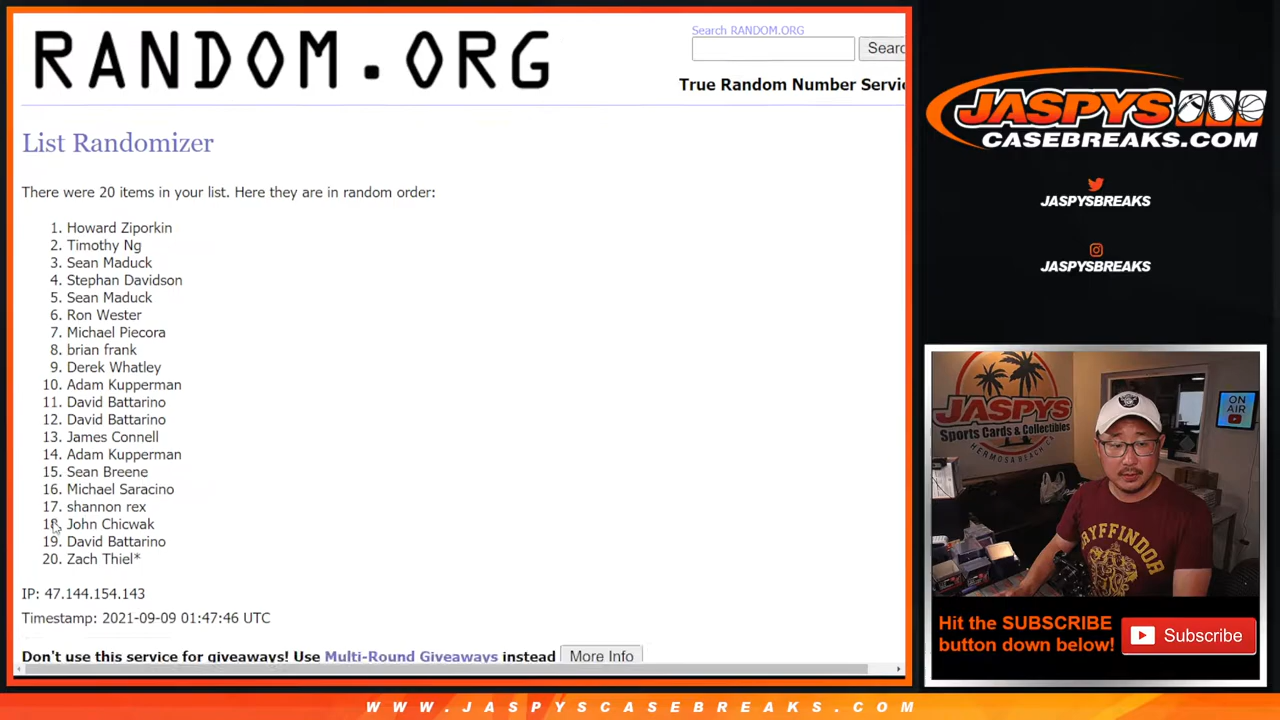 RANDOM.ORG
Search RANDOM.ORG
Searc
True Random Number Servic
List Randomizer
There were 20 items in your list. Here they are in random order:
1. Howard Ziporkin
2. Timothy Ng
3. Sean Maduck
4. Stephan Davidson
5. Sean Maduck
6. Ron Wester
7. Michael Piecora
8. brian frank
9. Derek Whatley
10. Adam Kupperman
11. David Battarino
12. David Battarino
13. James Connell
14. Adam Kupperman
15. Sean Breene
16. Michael Saracino
17. shannon rex
18. John Chicwak
19. David Battarino
20. Zach Thiel*
IP: 47.144.154.143
Timestamp: 2021-09-09 01:47:46 UTC
Don't use this service for giveaways! Use Multi-Round Giveaways instead More Info
JASPYS
CASEBREAKS.COM
JASPYSBREAKS
JASPYSBREAKS
JASPYS
Sports Cards & Collectibles
HERMOSA BEACH, CA
ON AIR
GRYFFINDOR
Hit the SUBSCRIBE
button down below!
Subscribe
WWW.JASPYSCASEBREAKS.COM